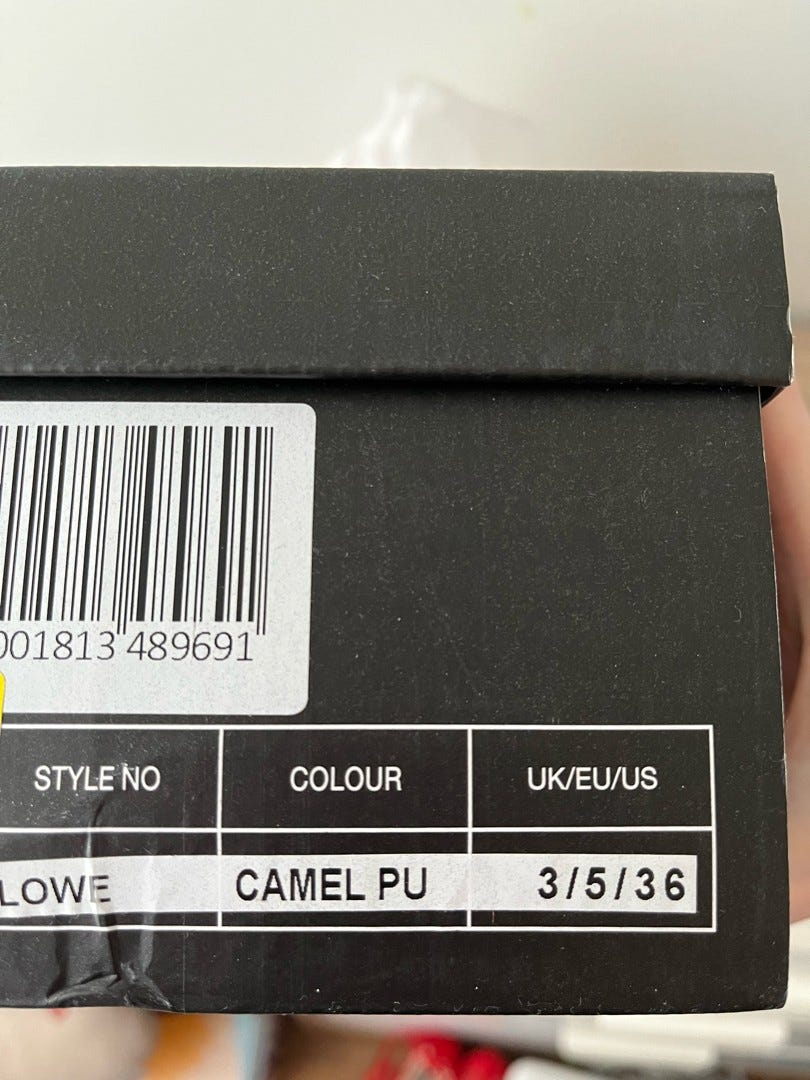 001813 489691
STYLE NO COLOUR UK/EU/US
LOWE CAMEL PU 3/5/36